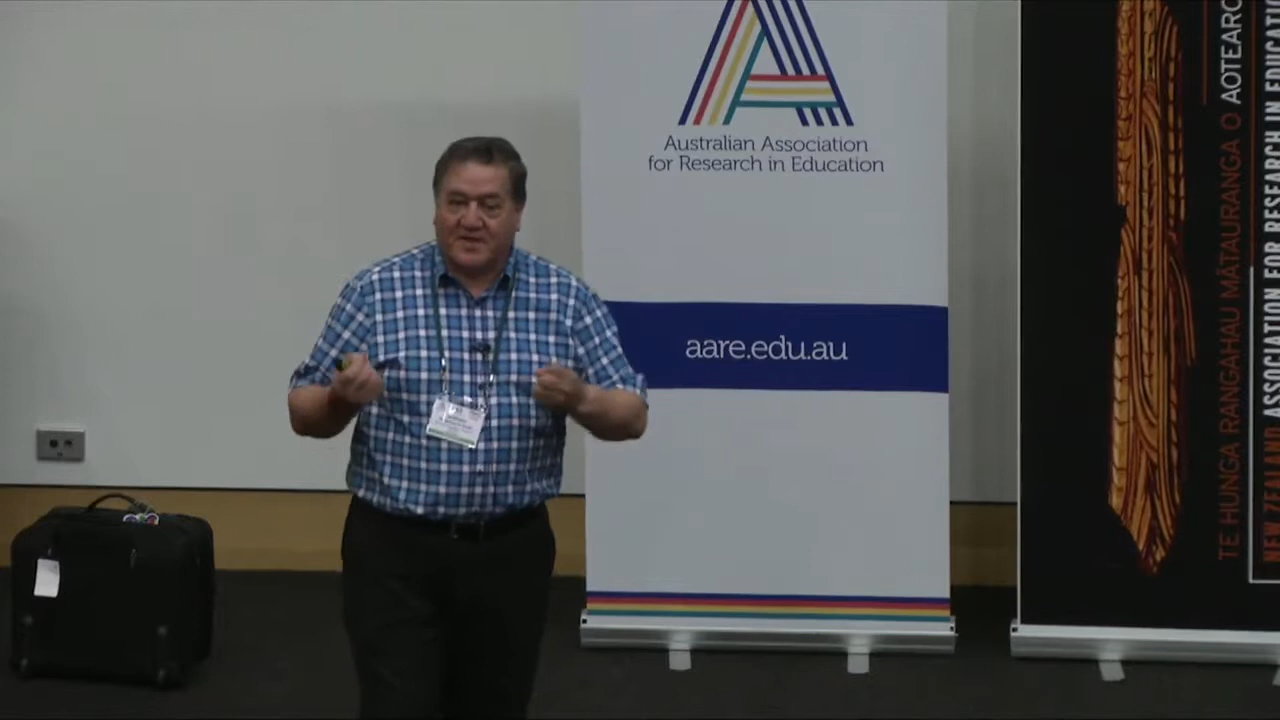 Australian Association
for Research in Education
aare.edu.au
TE HUNGA RANGAHAU MĀTAURANGA O AOTEARO
NEW ZEALAND ASSOCIATION FOR RESEARCH IN EDUCATI